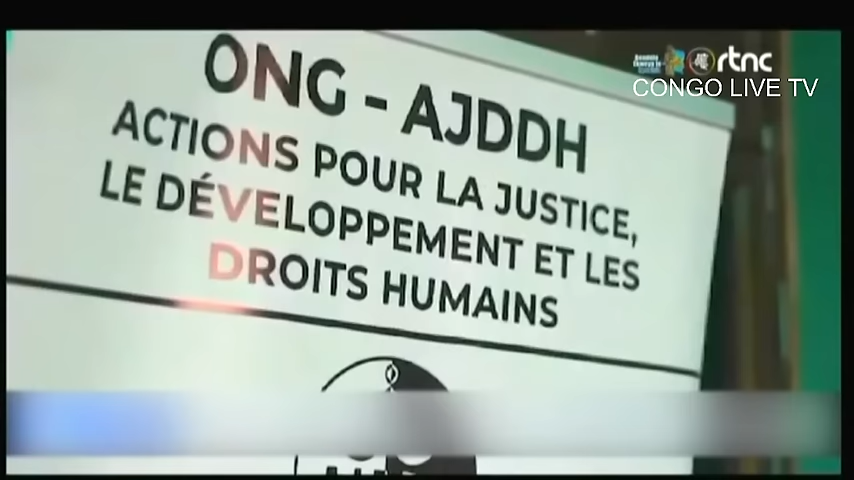 ONG - AJDDH
ACTIONS POUR LA JUSTICE,
LE DÉVELOPPEMENT ET LES
DROITS HUMAINS
rtnc
CONGO LIVE TV